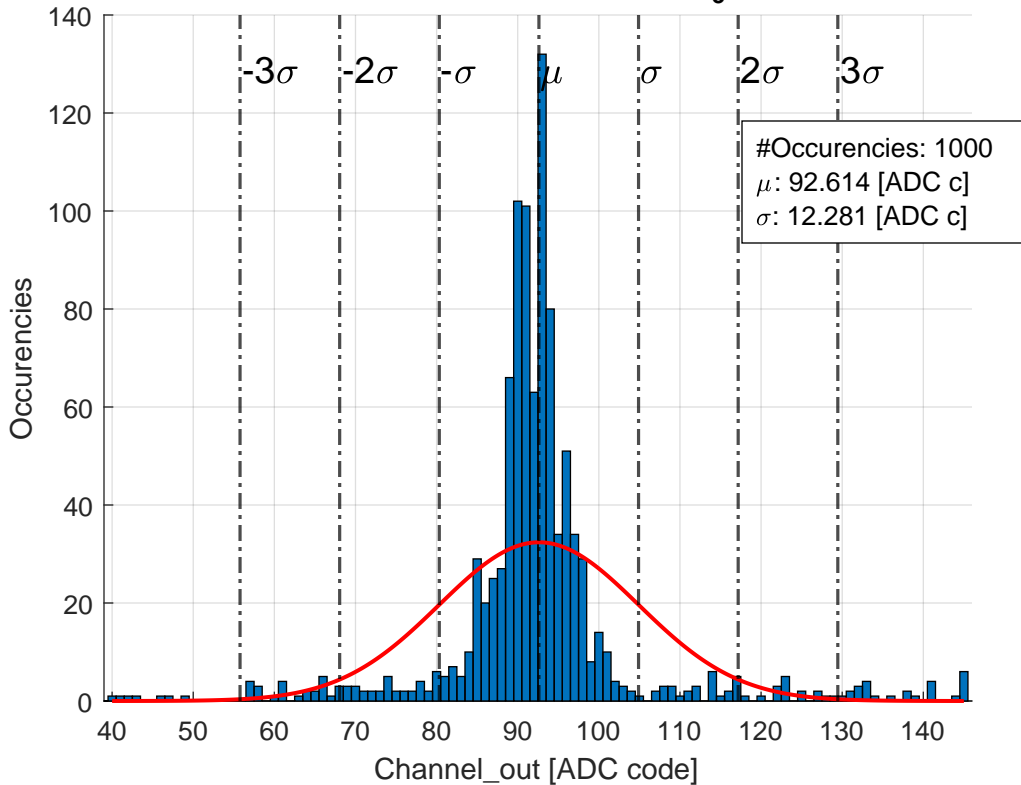 140
120
100
80
60
40
20
0
Occurencies
-3σ -2σ -σ μ σ 2σ 3σ
#Occurencies: 1000
μ: 92.614 [ADC c]
σ: 12.281 [ADC c]
40 50 60 70 80 90 100 110 120 130 140
Channel_out [ADC code]